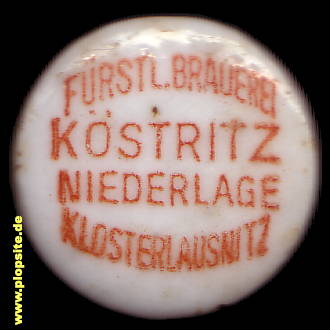 FÜRSTL. BRAUEREI
KÖSTRITZ
NIEDERLAGE
KLOSTERLAUSNITZ
www.plopsite.de